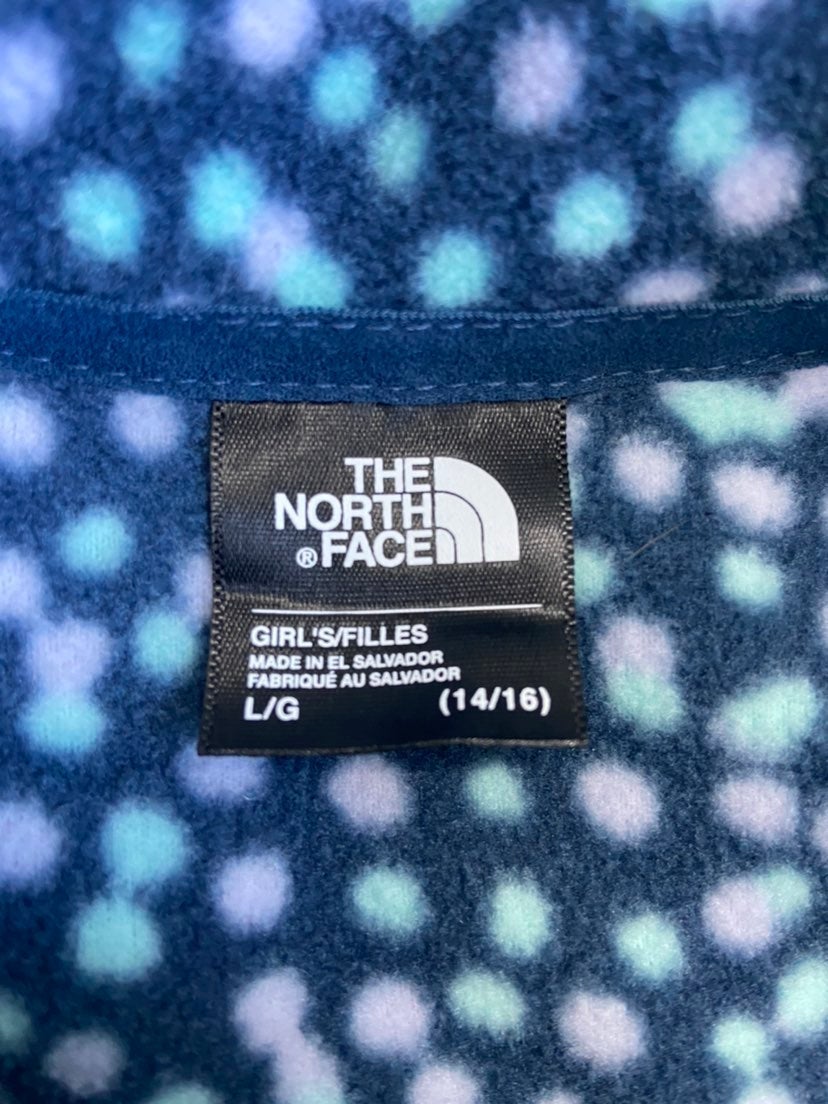 THE
NORTH
®FACE
GIRL'S/FILLES
MADE IN EL SALVADOR
FABRIQUÉ AU SALVADOR
L/G (14/16)